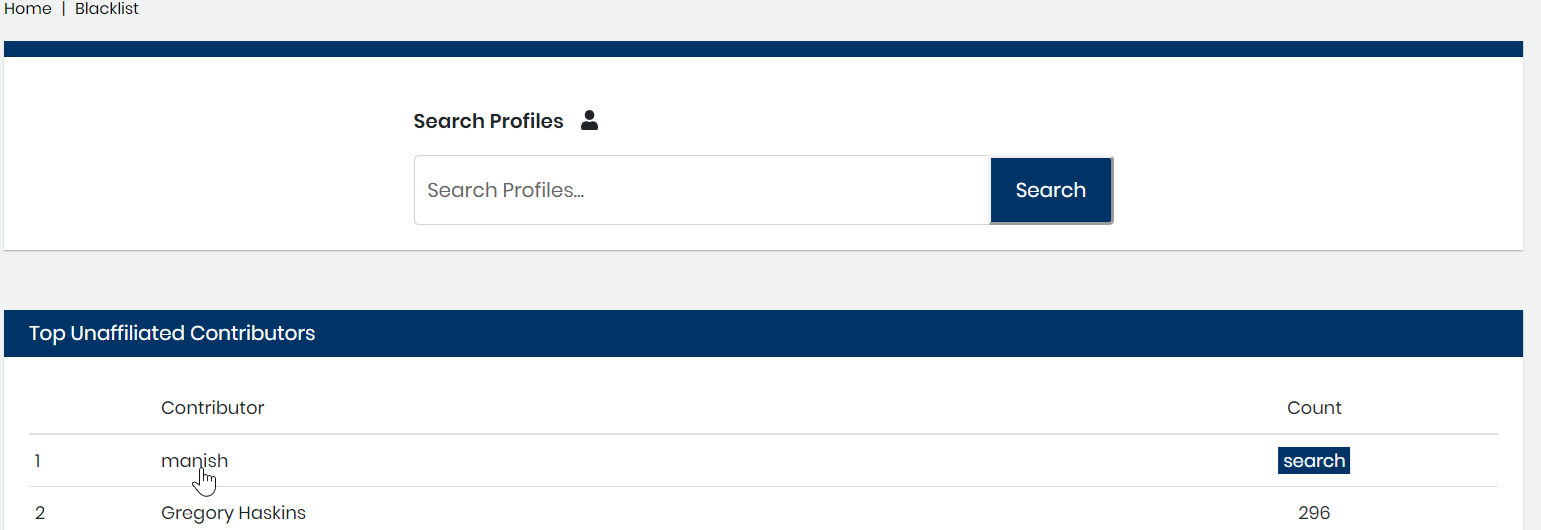 Home | Blacklist
Search Profiles
Search Profiles...
Search
Top Unaffiliated Contributors
Contributor Count
1 manish search
2 Gregory Haskins 296